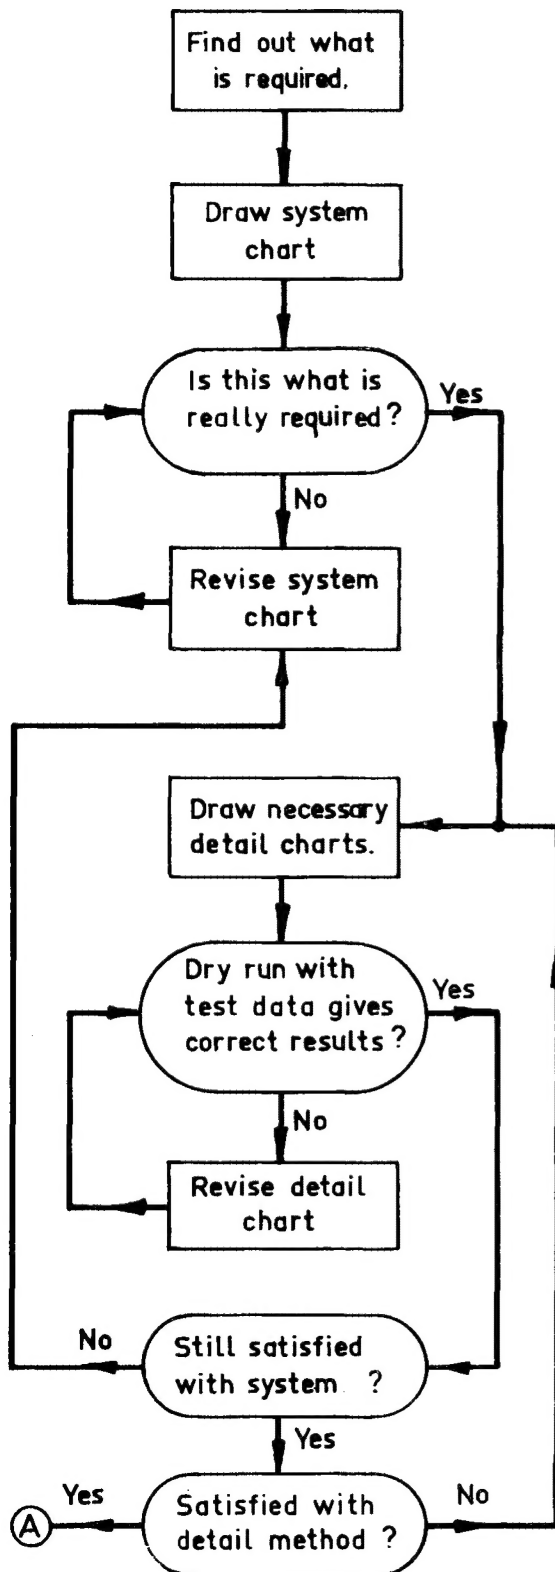 Find out what
is required.
Draw system
chart
Is this what is
really required?
Yes
No
Revise system
chart
Draw necessary
detail charts.
Dry run with
test data gives
correct results?
Yes
No
Revise detail
chart
No
Still satisfied
with system ?
Yes
Yes
A
Satisfied with
detail method ?
No